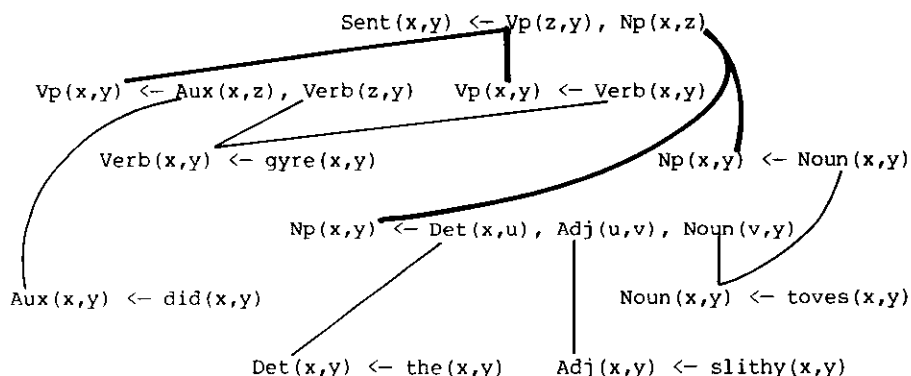 Sent(x,y) <- Vp(z,y), Np(x,z)
Vp(x,y) <- Aux(x,z), Verb(z,y) Vp(x,y) <- Verb(x,y)
Verb(x,y) <- gyre(x,y) Np(x,y) <- Noun(x,y)
Np(x,y) <- Det(x,u), Adj(u,v), Noun(v,y)
Aux(x,y) <- did(x,y) Noun(x,y) <- toves(x,y)
Det(x,y) <- the(x,y) Adj(x,y) <- slithy(x,y)